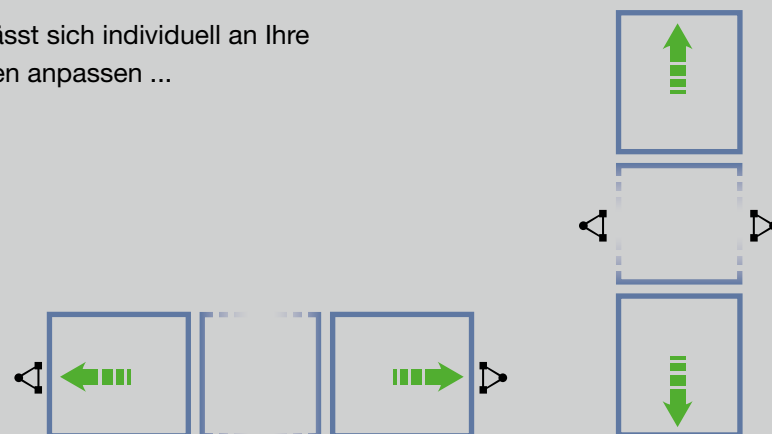 ässt sich individuell an Ihre
en anpassen ...